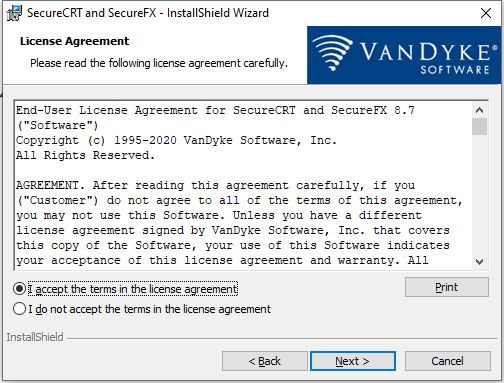 SecureCRT and SecureFX - InstallShield Wizard
License Agreement
Please read the following license agreement carefully.
VANDYKE
SOFTWARE
End-User License Agreement for SecureCRT and SecureFX 8.7
("Software")
Copyright (c) 1995-2020 VanDyke Software, Inc.
All Rights Reserved.
AGREEMENT. After reading this agreement carefully, if you
("Customer") do not agree to all of the terms of this agreement,
you may not use this Software. Unless you have a different
license agreement signed by VanDyke Software, Inc. that covers
this copy of the Software, your use of this Software indicates
your acceptance of this license agreement and warranty. All
I accept the terms in the license agreement
Print
I do not accept the terms in the license agreement
InstallShield
< Back
Next >
Cancel